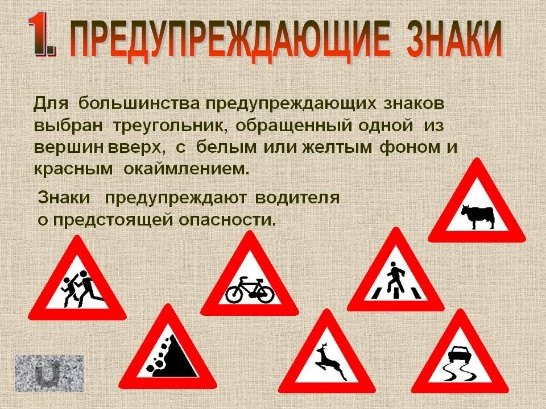 1. ПРЕДУПРЕЖДАЮЩИЕ ЗНАКИ
Для большинства предупреждающих знаков
выбран треугольник, обращенный одной из
вершин вверх, с белым или желтым фоном и
красным окаймлением.
Знаки предупреждают водителя
о предстоящей опасности.